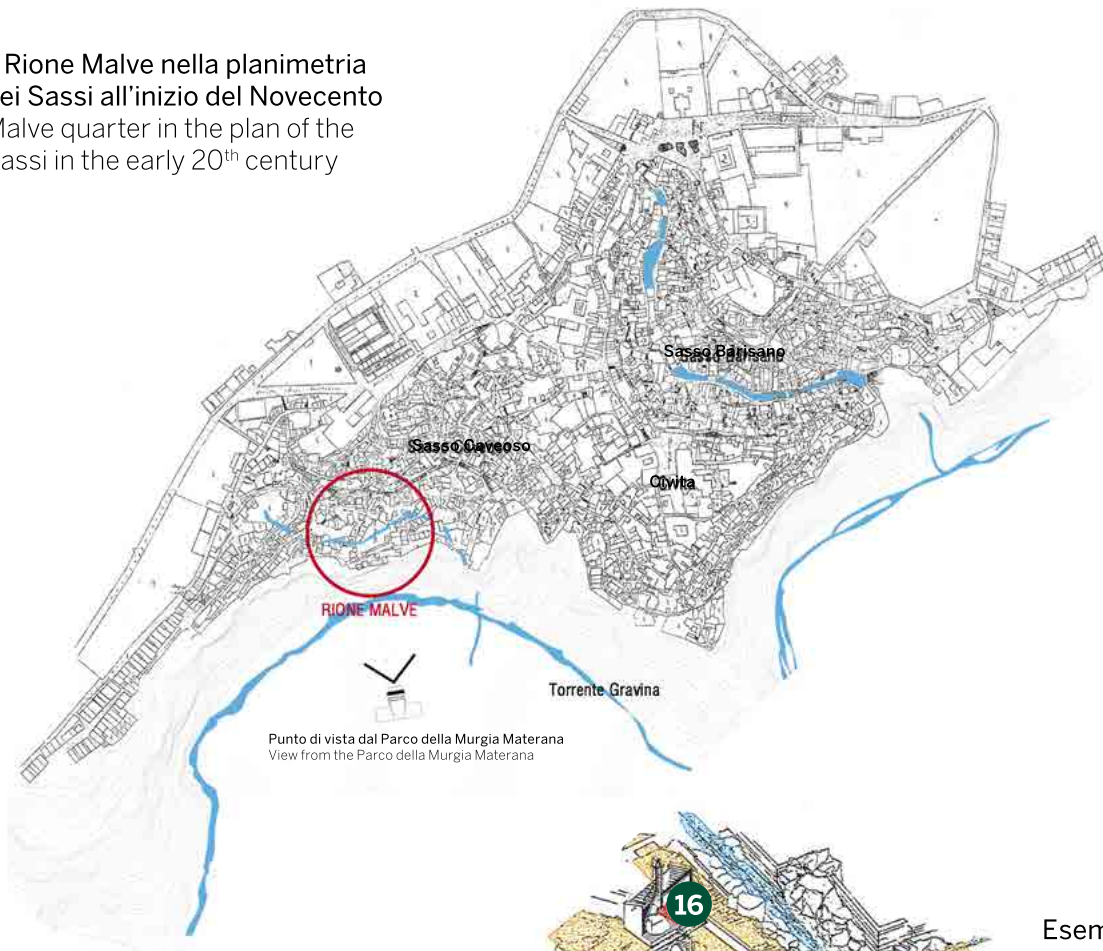 Rione Malve nella planimetria
ei Sassi all'inizio del Novecento
Malve quarter in the plan of the
assi in the early 20th century
Sasso Barisano
Sasso Caveoso
Civita
RIONE MALVE
Torrente Gravina
Punto di vista dal Parco della Murgia Materana
View from the Parco della Murgia Materana
16
Esem